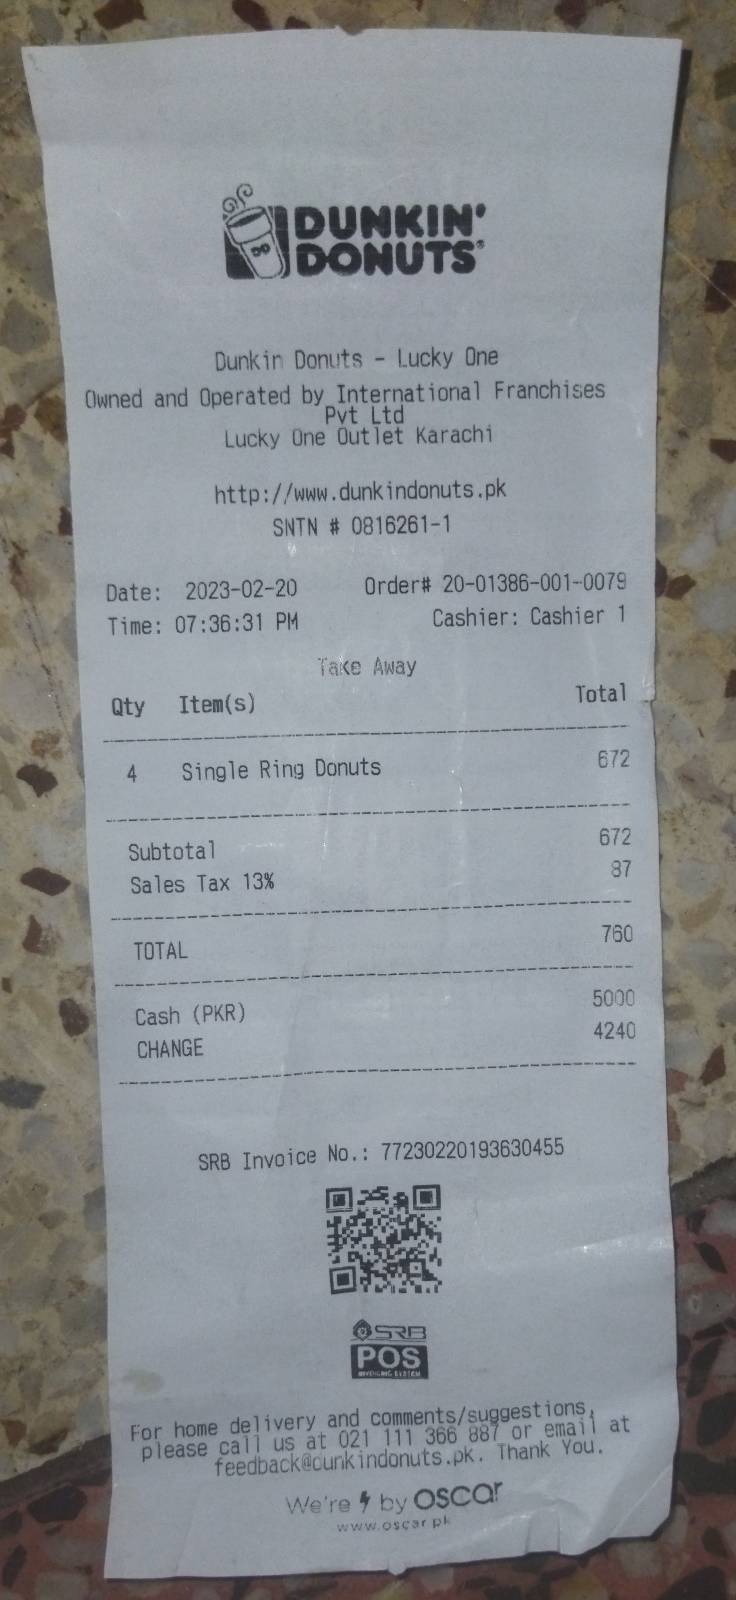 DUNKIN'
DONUTS
Dunkin Donuts - Lucky One
Owned and Operated by International Franchises
Pvt Ltd
Lucky One Outlet Karachi
http://www.dunkindonuts.pk
SNTN # 0816261-1
Date: 2023-02-20 Order# 20-01386-001-0079
Time: 07:36:31 PM Cashier: Cashier 1
Take Away
Qty Item(s) Total
4 Single Ring Donuts 672
Subtotal 672
Sales Tax 13% 87
TOTAL 760
Cash (PKR) 5000
CHANGE 4240
SRB Invoice No.: 77230220193630455
SRB
POS
INVOICING SYSTEM
For home delivery and comments/suggestions,
please call us at 021 111 366 887 or email at
feedback@dunkindonuts.pk. Thank You.
We're by oscar
www.oscar.pk